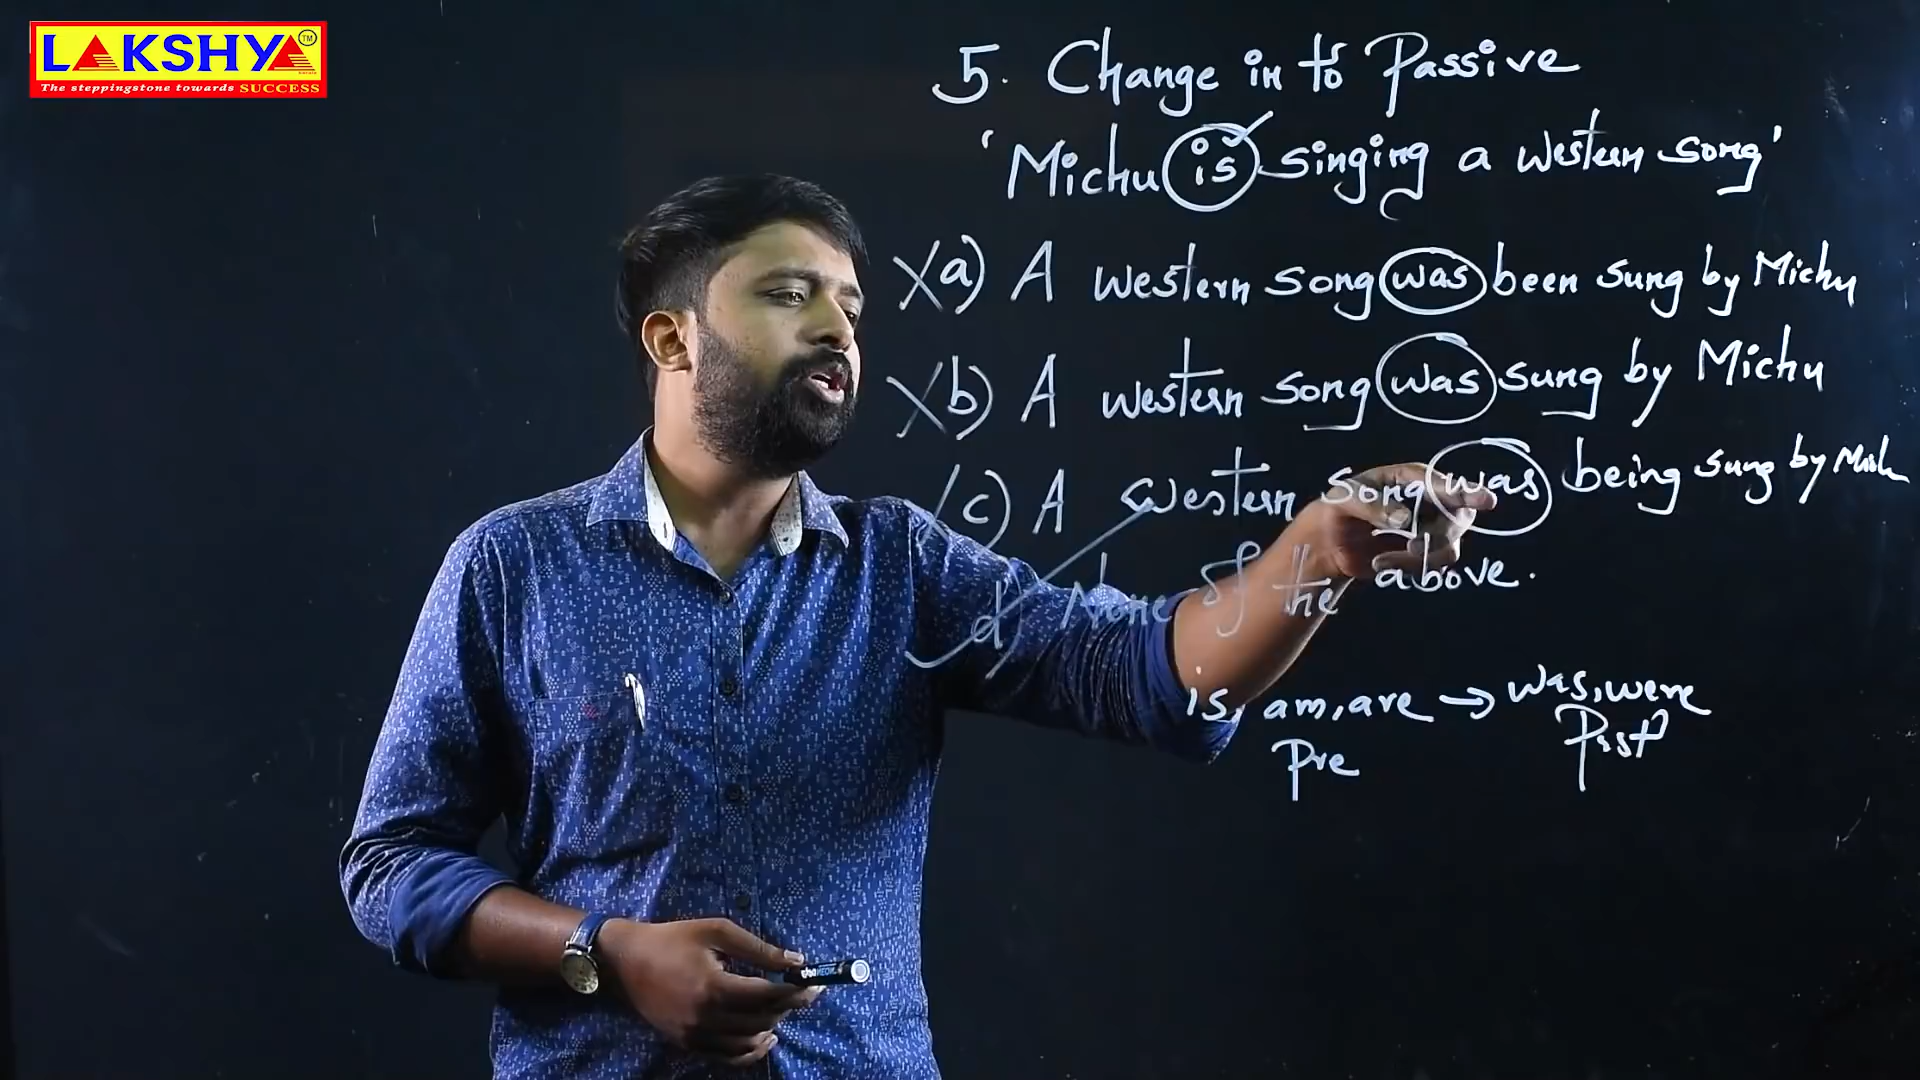 LAKSHYA TM
The steppingstone towards SUCCESS
5. Change in to Passive
'Michu is singing a western song'
a) A western song was been sung by Michu
b) A western song was sung by Michu
c) A western song was being sung by Michu
d) None of the above.
is, am, are → was, were
Pre Past